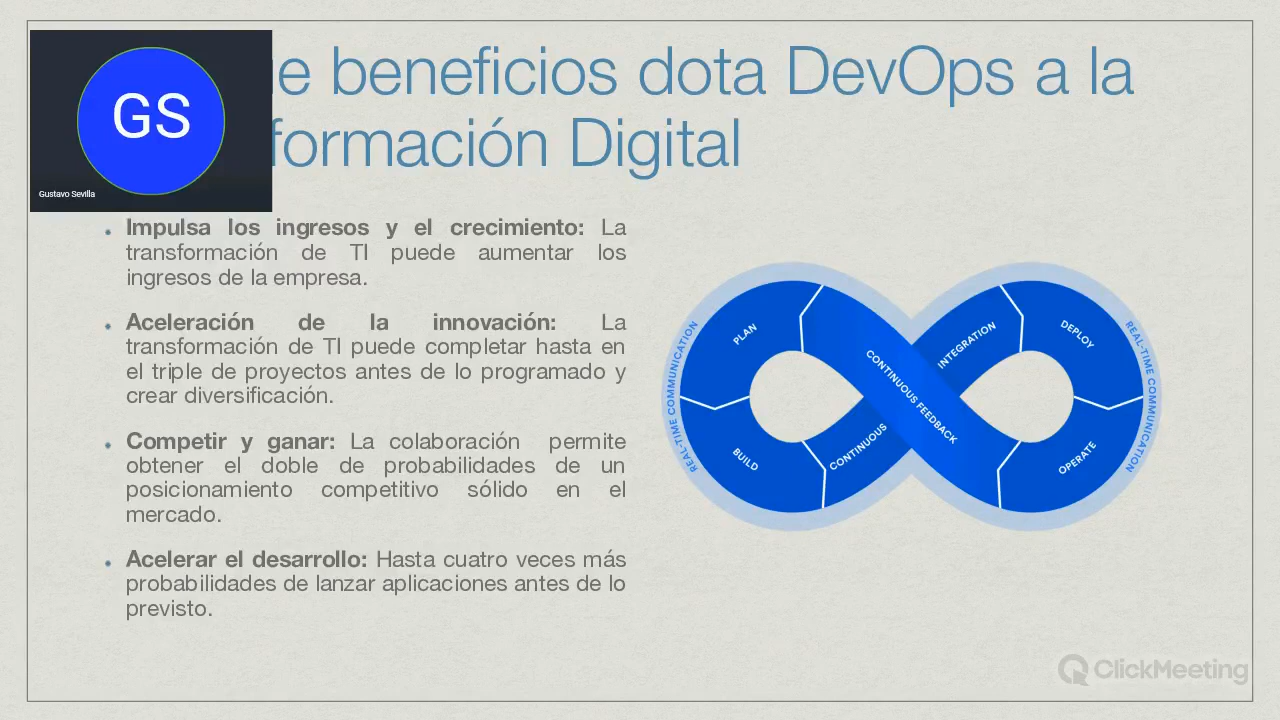 GS
Gustavo Sevilla
beneficios dota DevOps a la
formación Digital
• Impulsa los ingresos y el crecimiento: La
transformación de TI puede aumentar los
ingresos de la empresa.
• Aceleración de la innovación: La
transformación de TI puede completar hasta en
el triple de proyectos antes de lo programado y
crear diversificación.
• Competir y ganar: La colaboración permite
obtener el doble de probabilidades de un
posicionamiento competitivo sólido en el
mercado.
• Acelerar el desarrollo: Hasta cuatro veces más
probabilidades de lanzar aplicaciones antes de lo
previsto.
REAL-TIME COMMUNICATION
PLAN
BUILD
CONTINUOUS
INTEGRATION
CONTINUOUS FEEDBACK
DEPLOY
OPERATE
REAL-TIME COMMUNICATION
ClickMeeting